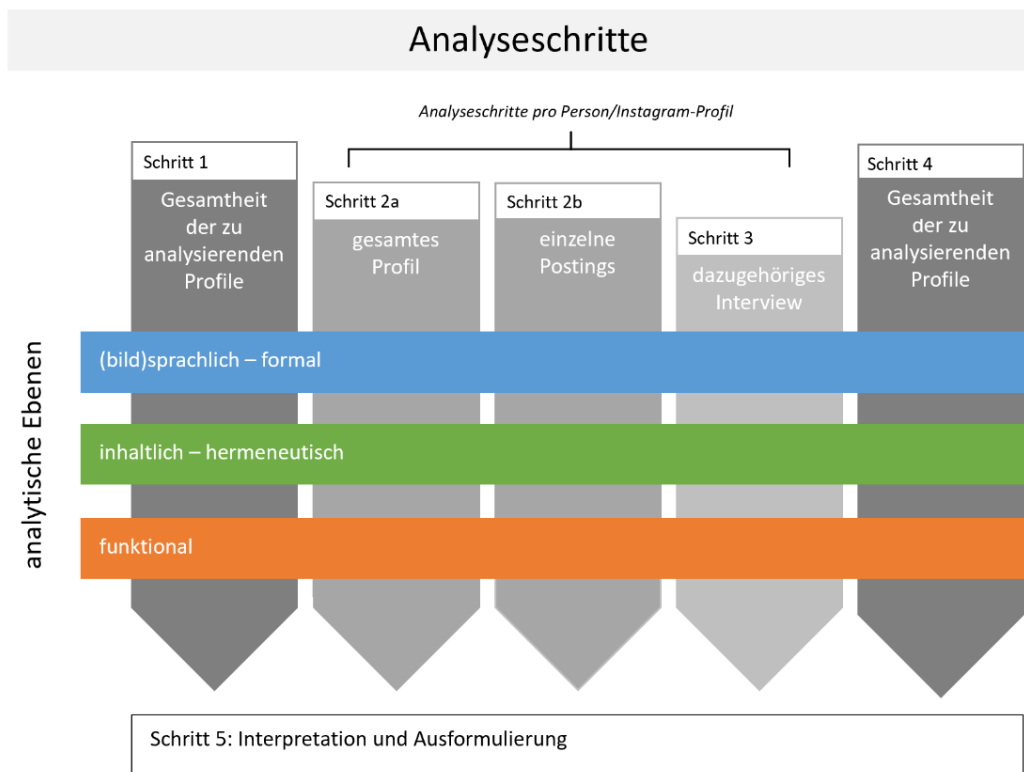 Analyseschritte
Analyseschritte pro Person/Instagram-Profil
Schritt 1
Gesamtheit
der zu
analysierenden
Profile
Schritt 2a
gesamtes
Profil
Schritt 2b
einzelne
Postings
Schritt 3
dazugehöriges
Interview
Schritt 4
Gesamtheit
der zu
analysierenden
Profile
analytische Ebenen
(bild)sprachlich – formal
inhaltlich – hermeneutisch
funktional
Schritt 5: Interpretation und Ausformulierung